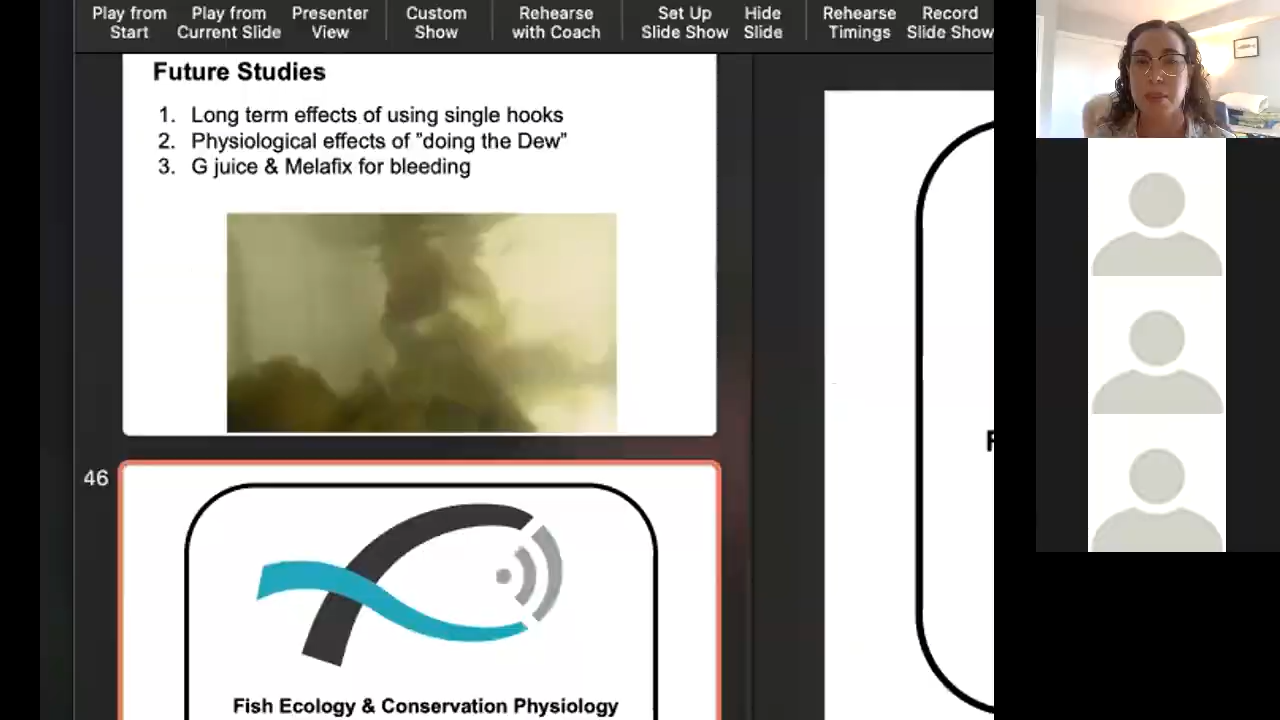 Play from Start
Play from Current Slide
Presenter View
Custom Show
Rehearse with Coach
Set Up Slide Show
Hide Slide
Rehearse Timings
Record Slide Show
Future Studies
1. Long term effects of using single hooks
2. Physiological effects of "doing the Dew"
3. G juice & Melafix for bleeding
46
Fish Ecology & Conservation Physiology
F